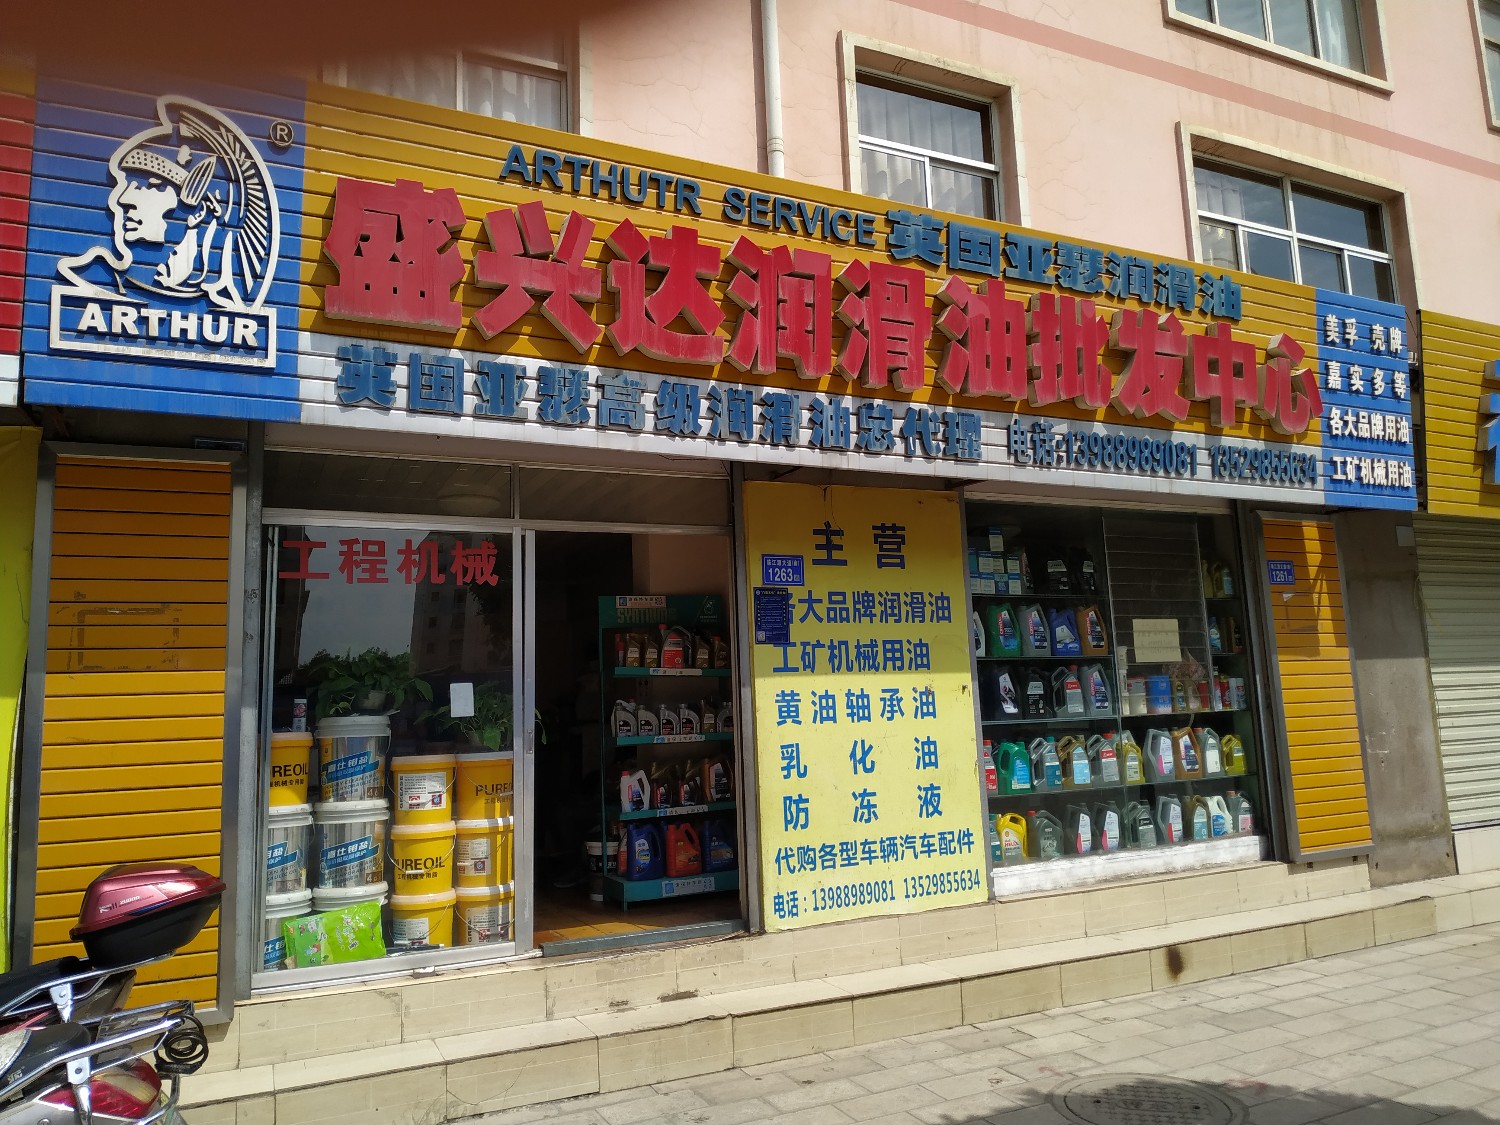 ®
ARTHUR
ARTHUTR SERVICE 英国亚瑟润滑油
盛兴达润滑油批发中心
英国亚瑟高级润滑油总代理 电话:13988989081 13529855634
美孚 壳牌
嘉实多等
各大品牌用油
工矿机械用油
工程机械
主营
1263
各大品牌润滑油
工矿机械用油
黄油轴承油
乳化油
防冻液
代购各型车辆汽车配件
电话：13988989081 13529855634
1261
PUREOIL